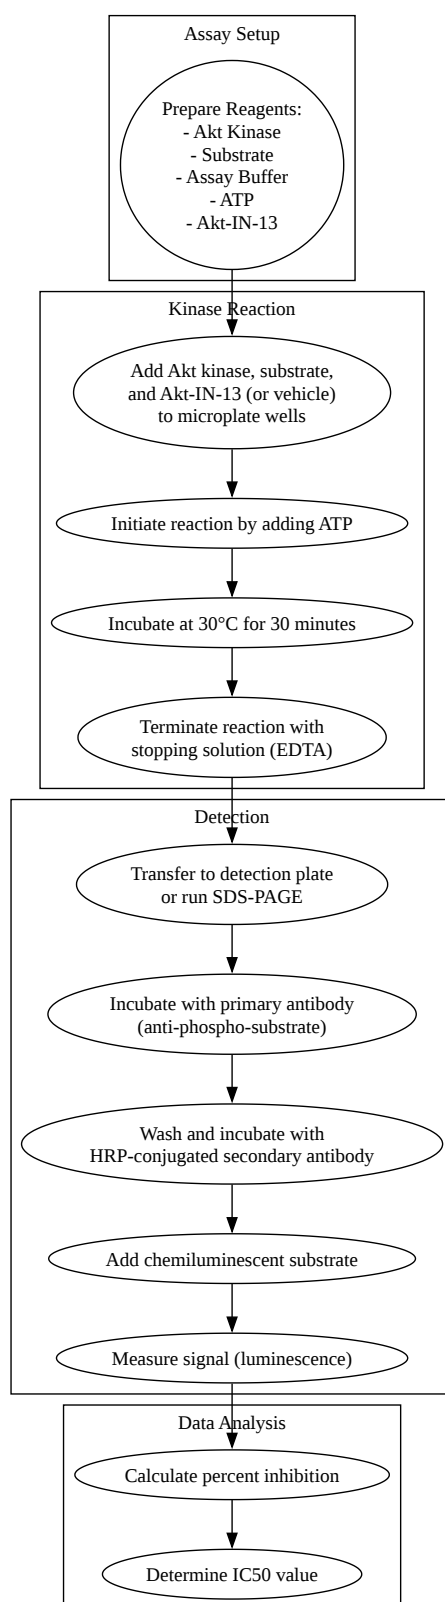 Assay Setup
Prepare Reagents:
- Akt Kinase
- Substrate
- Assay Buffer
- ATP
- Akt-IN-13
Kinase Reaction
Add Akt kinase, substrate,
and Akt-IN-13 (or vehicle)
to microplate wells
Initiate reaction by adding ATP
Incubate at 30°C for 30 minutes
Terminate reaction with
stopping solution (EDTA)
Detection
Transfer to detection plate
or run SDS-PAGE
Incubate with primary antibody
(anti-phospho-substrate)
Wash and incubate with
HRP-conjugated secondary antibody
Add chemiluminescent substrate
Measure signal (luminescence)
Data Analysis
Calculate percent inhibition
Determine IC50 value